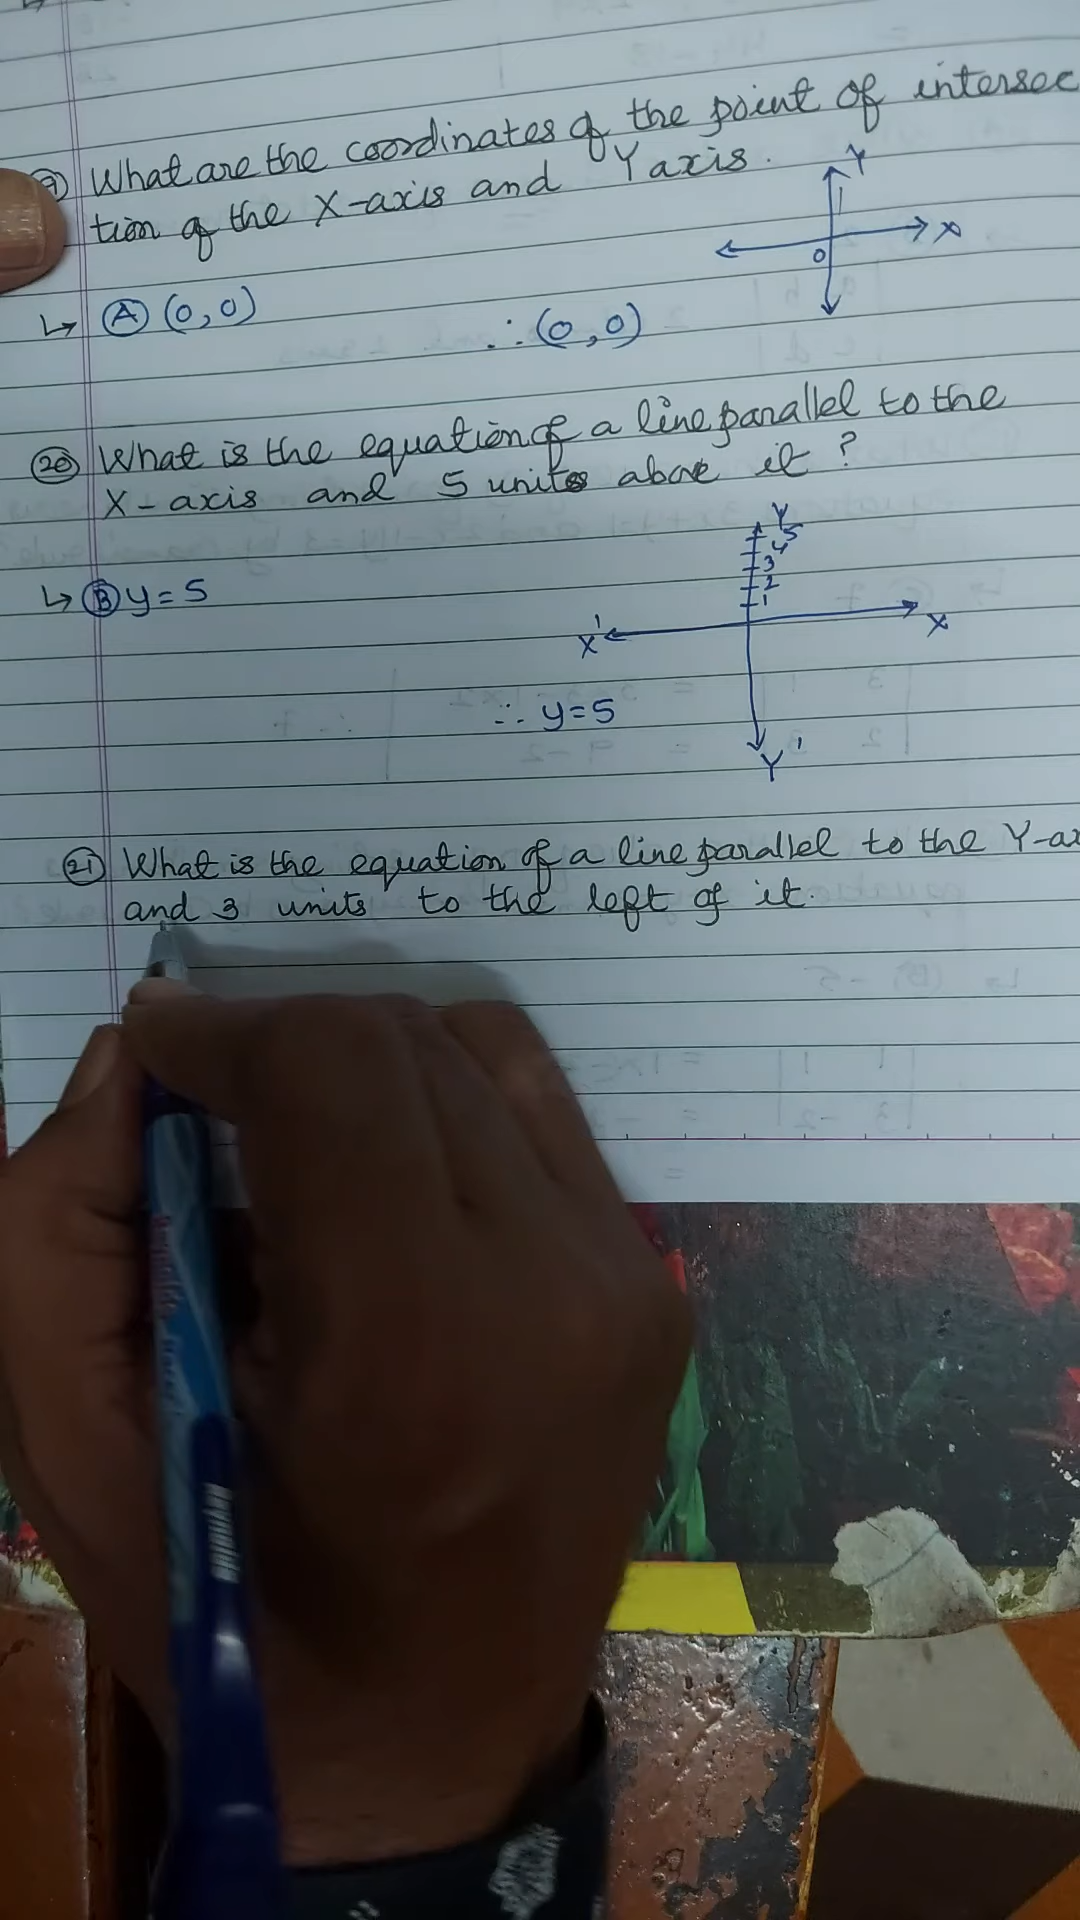 What are the coordinates of the point of intersec
tion of the X-axis and Y axis.
Y
X
0
↳ (A) (0,0)
∴ (0,0)
(20) What is the equation of a line parallel to the
X-axis and 5 units above it?
Y
5
4
3
2
1
↳ (B) y=5
X'
X
∴ y=5
Y'
(21) What is the equation of a line parallel to the Y-ax
and 3 units to the left of it.
Reynolds